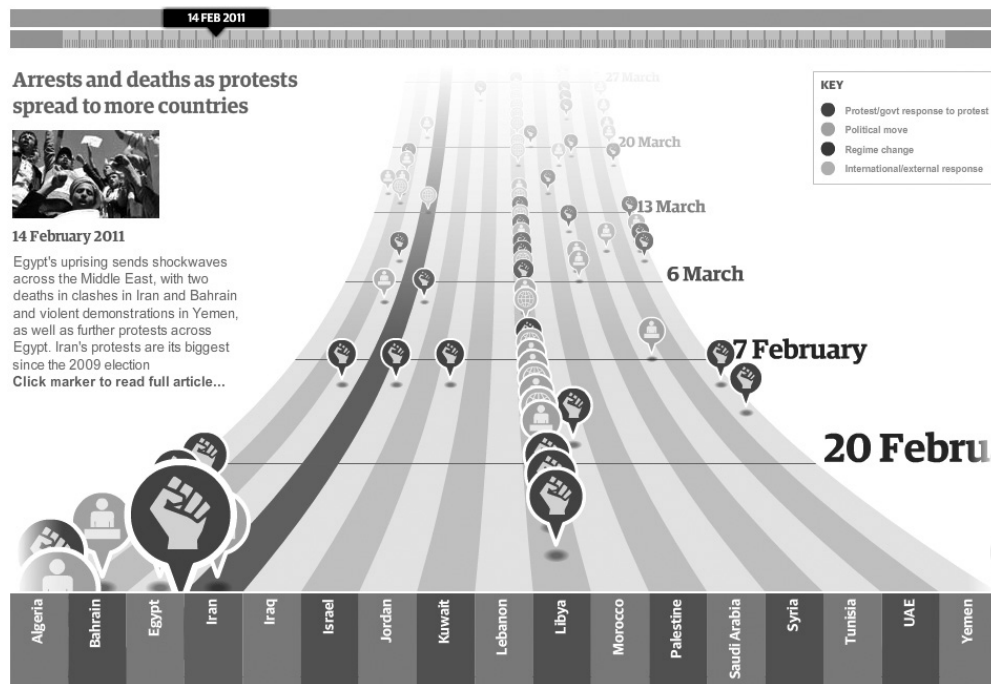 14 FEB 2011
Arrests and deaths as protests
spread to more countries
14 February 2011
Egypt's uprising sends shockwaves
across the Middle East, with two
deaths in clashes in Iran and Bahrain
and violent demonstrations in Yemen,
as well as further protests across
Egypt. Iran's protests are its biggest
since the 2009 election
Click marker to read full article...
KEY
Protest/govt response to protest
Political move
Regime change
International/external response
27 March
20 March
13 March
6 March
7 February
20 Febru
Algeria
Bahrain
Egypt
Iran
Iraq
Israel
Jordan
Kuwait
Lebanon
Libya
Morocco
Palestine
Saudi Arabia
Syria
Tunisia
UAE
Yemen